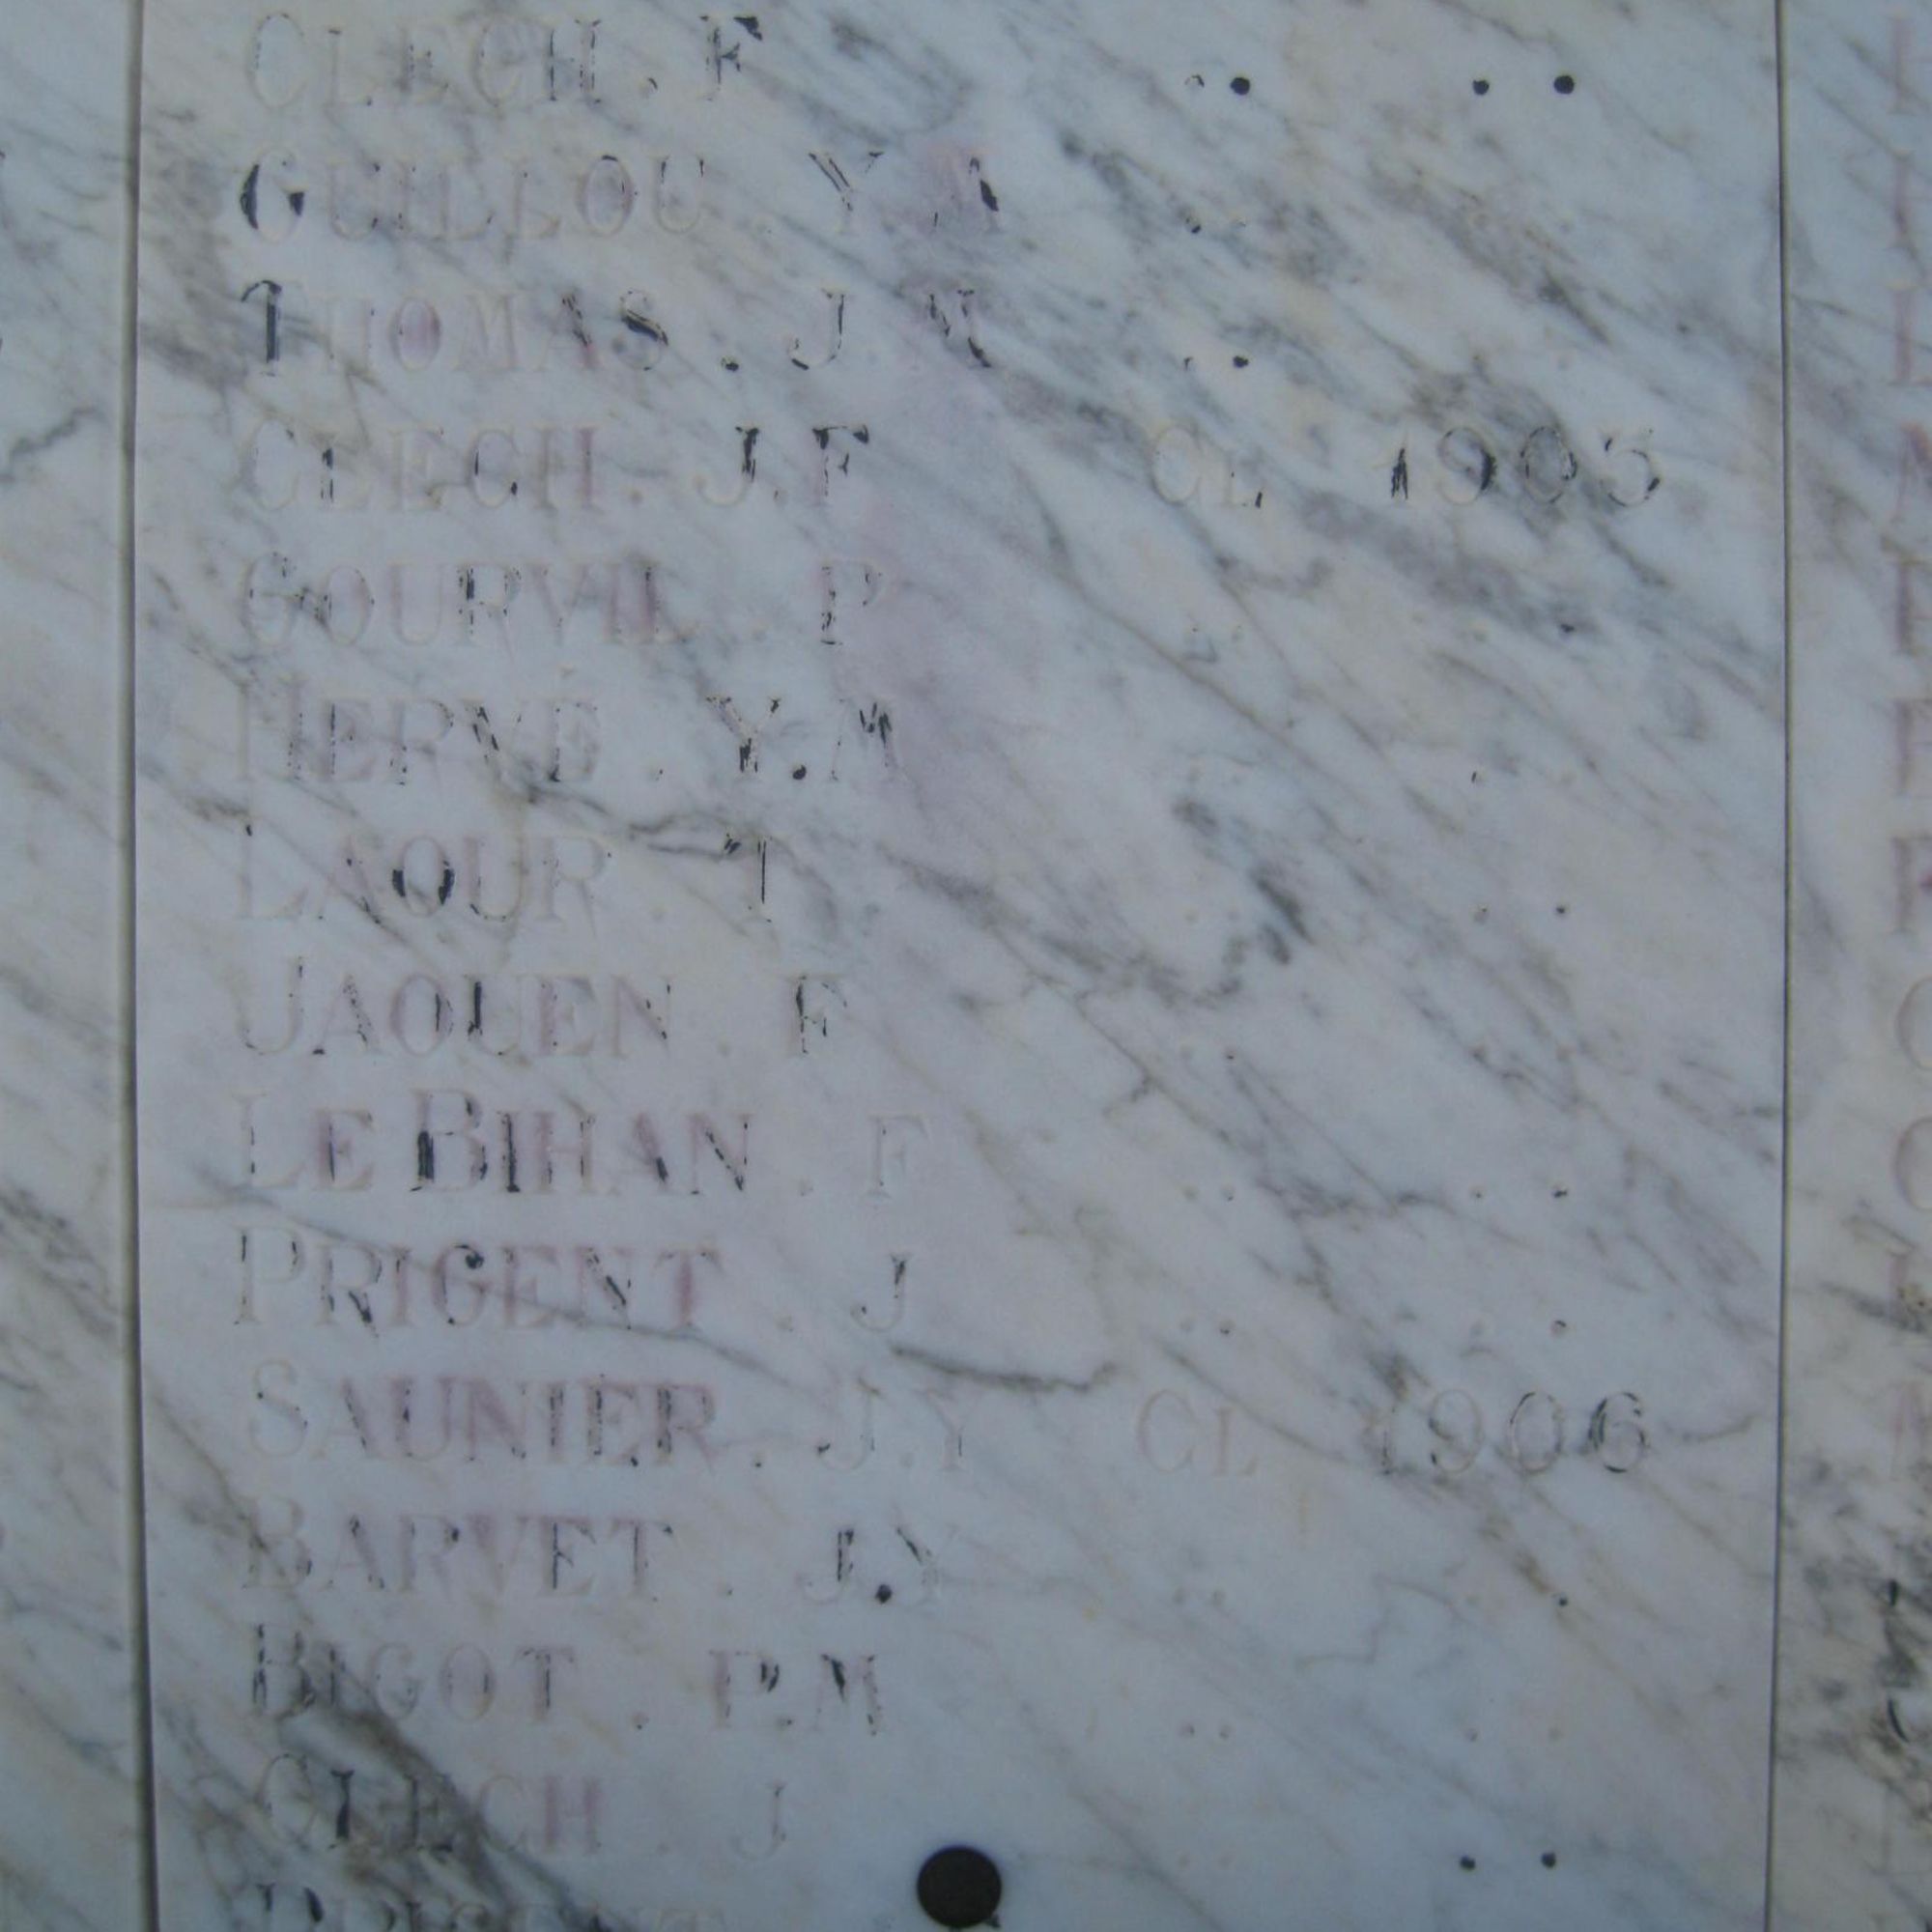 CLECH . F .. ..
GUILLOU . Y.M .. ..
THOMAS . J.M .. ..
CLECH . J.F CL 1905
GOURVIL . P .. ..
HERVÉ . Y.M .. ..
LAOUR . T .. ..
JAOUEN . F .. ..
LE BIHAN . F .. ..
PRIGENT . J .. ..
SAUNIER . J.Y CL 1906
BARVET . J.Y .. ..
BIGOT . P.M .. ..
CLECH . J .. ..
PRIGENT